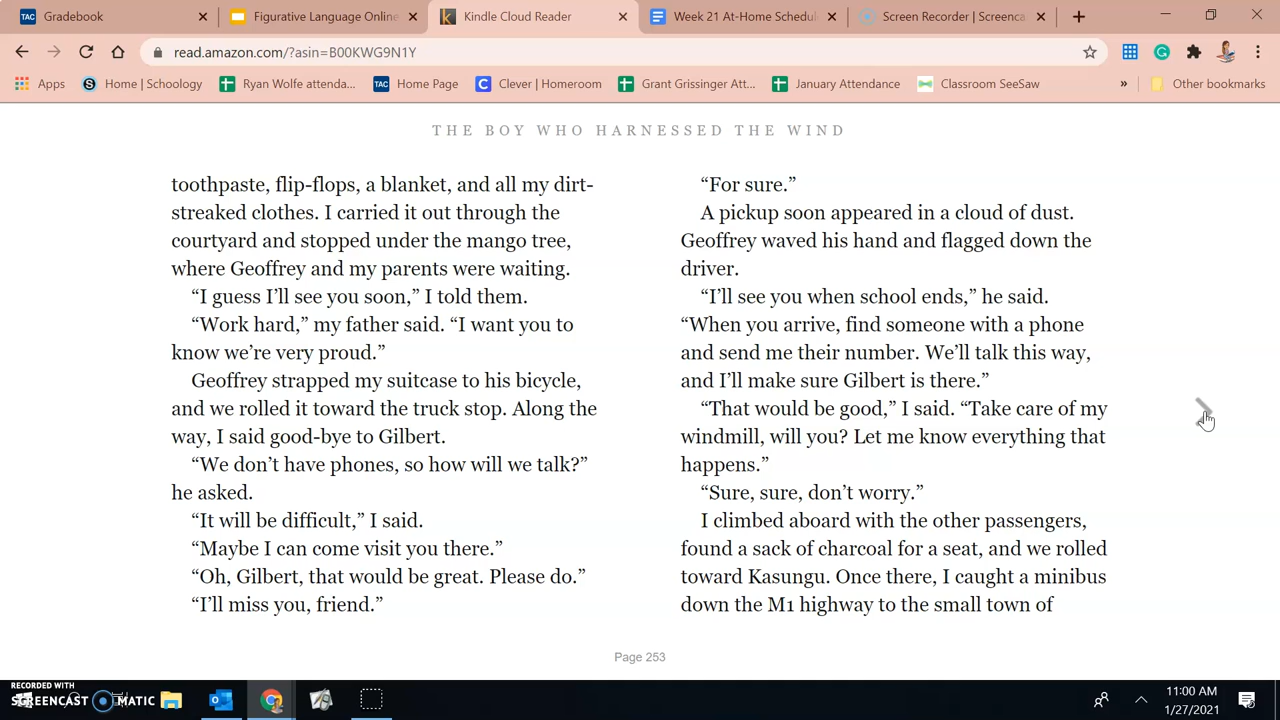 TAC Gradebook
Figurative Language Online
Kindle Cloud Reader
Week 21 At Home Schedul
Screen Recorder | Screenca
read.amazon.com/?asin=B00KWG9N1Y
Apps
Home | Schoology
Ryan Wolfe attenda...
TAC Home Page
Clever | Homeroom
Grant Grissinger Att...
January Attendance
Classroom SeeSaw
»
Other bookmarks
THE BOY WHO HARNESSED THE WIND
toothpaste, flip-flops, a blanket, and all my dirt-
streaked clothes. I carried it out through the
courtyard and stopped under the mango tree,
where Geoffrey and my parents were waiting.
“I guess I’ll see you soon,” I told them.
“Work hard,” my father said. “I want you to
know we’re very proud.”
Geoffrey strapped my suitcase to his bicycle,
and we rolled it toward the truck stop. Along the
way, I said good-bye to Gilbert.
“We don’t have phones, so how will we talk?”
he asked.
“It will be difficult,” I said.
“Maybe I can come visit you there.”
“Oh, Gilbert, that would be great. Please do.”
“I’ll miss you, friend.”
“For sure.”
A pickup soon appeared in a cloud of dust.
Geoffrey waved his hand and flagged down the
driver.
“I’ll see you when school ends,” he said.
“When you arrive, find someone with a phone
and send me their number. We’ll talk this way,
and I’ll make sure Gilbert is there.”
“That would be good,” I said. “Take care of my
windmill, will you? Let me know everything that
happens.”
“Sure, sure, don’t worry.”
I climbed aboard with the other passengers,
found a sack of charcoal for a seat, and we rolled
toward Kasungu. Once there, I caught a minibus
down the M1 highway to the small town of
Page 253
RECORDED WITH
SCREENCAST MATIC
11:00 AM
1/27/2021